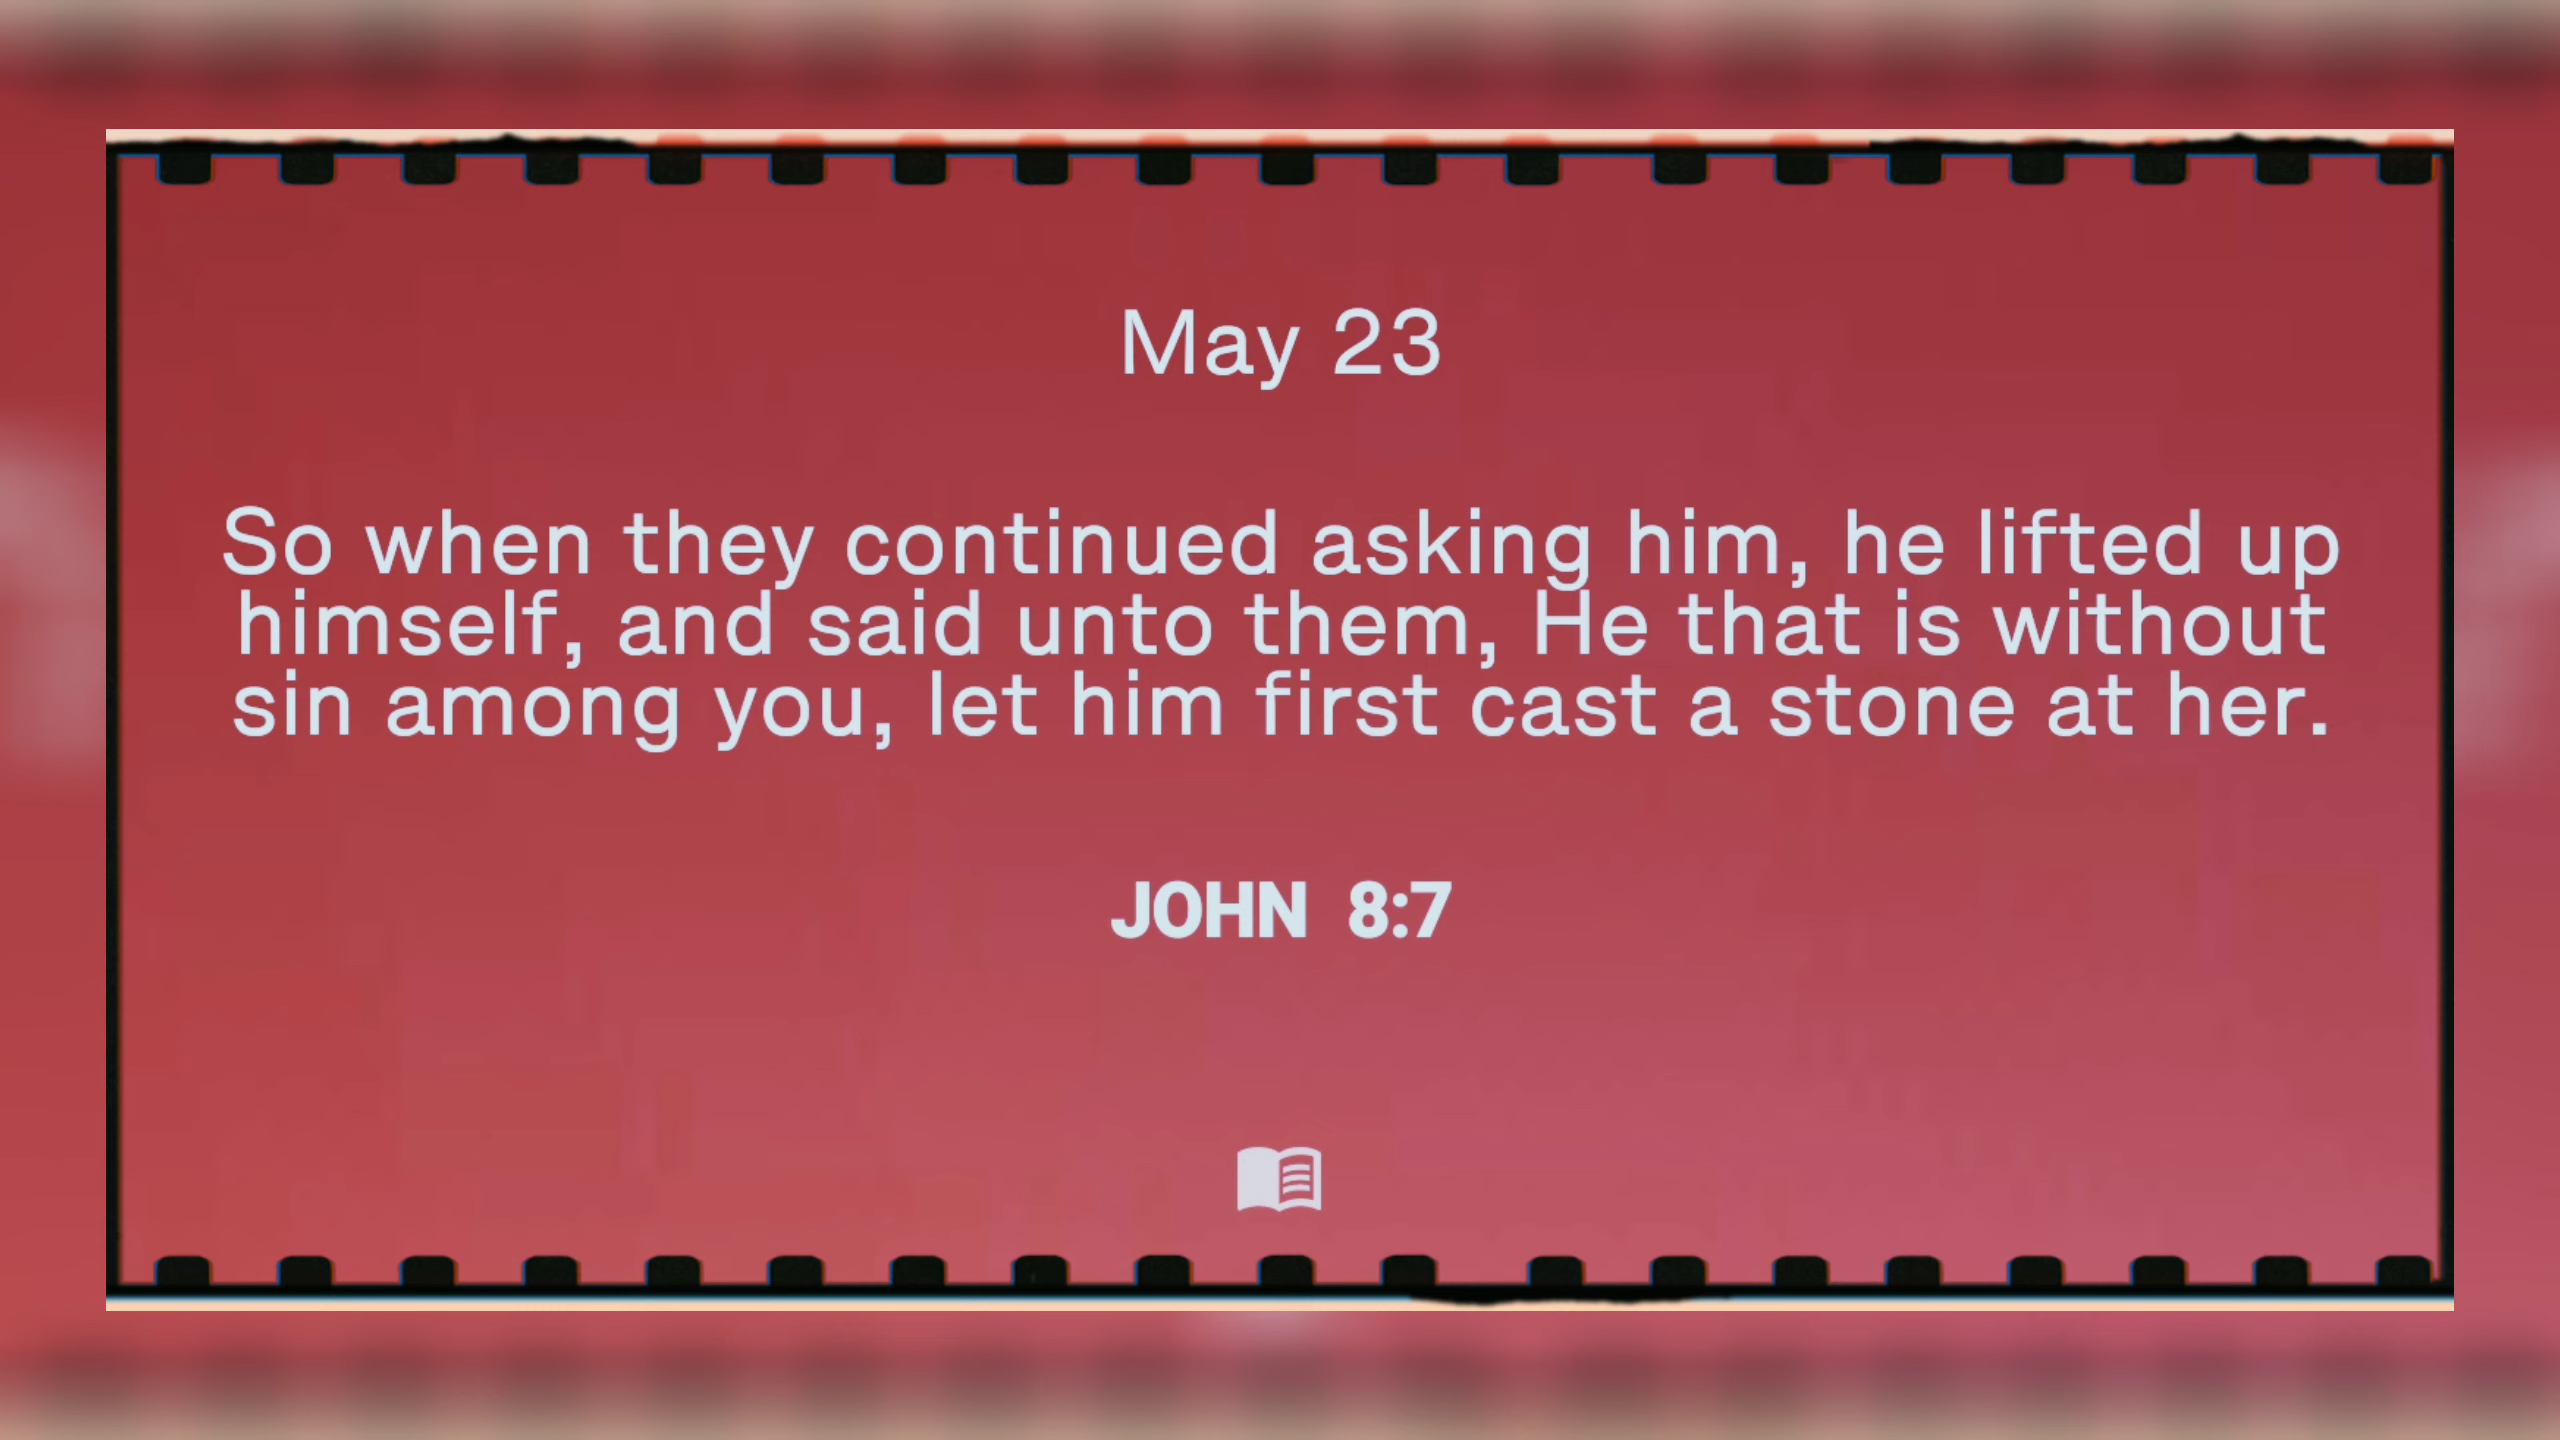 May 23
So when they continued asking him, he lifted up
himself, and said unto them, He that is without
sin among you, let him first cast a stone at her.
JOHN 8:7